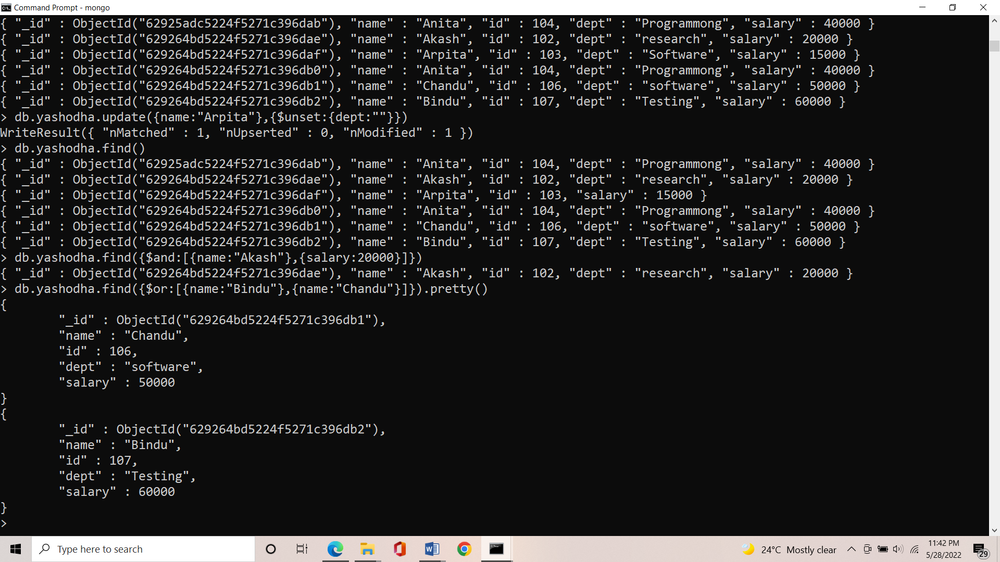 Command Prompt - mongo
{ "_id" : ObjectId("62925adc5224f5271c396dab"), "name" : "Anita", "id" : 104, "dept" : "Programmong", "salary" : 40000 }
{ "_id" : ObjectId("629264bd5224f5271c396dae"), "name" : "Akash", "id" : 102, "dept" : "research", "salary" : 20000 }
{ "_id" : ObjectId("629264bd5224f5271c396daf"), "name" : "Arpita", "id" : 103, "dept" : "Software", "salary" : 15000 }
{ "_id" : ObjectId("629264bd5224f5271c396db0"), "name" : "Anita", "id" : 104, "dept" : "Programmong", "salary" : 40000 }
{ "_id" : ObjectId("629264bd5224f5271c396db1"), "name" : "Chandu", "id" : 106, "dept" : "software", "salary" : 50000 }
{ "_id" : ObjectId("629264bd5224f5271c396db2"), "name" : "Bindu", "id" : 107, "dept" : "Testing", "salary" : 60000 }
> db.yashodha.update({name:"Arpita"},{$unset:{dept:""}})
WriteResult({ "nMatched" : 1, "nUpserted" : 0, "nModified" : 1 })
> db.yashodha.find()
{ "_id" : ObjectId("62925adc5224f5271c396dab"), "name" : "Anita", "id" : 104, "dept" : "Programmong", "salary" : 40000 }
{ "_id" : ObjectId("629264bd5224f5271c396dae"), "name" : "Akash", "id" : 102, "dept" : "research", "salary" : 20000 }
{ "_id" : ObjectId("629264bd5224f5271c396daf"), "name" : "Arpita", "id" : 103, "salary" : 15000 }
{ "_id" : ObjectId("629264bd5224f5271c396db0"), "name" : "Anita", "id" : 104, "dept" : "Programmong", "salary" : 40000 }
{ "_id" : ObjectId("629264bd5224f5271c396db1"), "name" : "Chandu", "id" : 106, "dept" : "software", "salary" : 50000 }
{ "_id" : ObjectId("629264bd5224f5271c396db2"), "name" : "Bindu", "id" : 107, "dept" : "Testing", "salary" : 60000 }
> db.yashodha.find({$and:[{name:"Akash"},{salary:20000}]})
{ "_id" : ObjectId("629264bd5224f5271c396dae"), "name" : "Akash", "id" : 102, "dept" : "research", "salary" : 20000 }
> db.yashodha.find({$or:[{name:"Bindu"},{name:"Chandu"}]}).pretty()
{
"_id" : ObjectId("629264bd5224f5271c396db1"),
"name" : "Chandu",
"id" : 106,
"dept" : "software",
"salary" : 50000
}
{
"_id" : ObjectId("629264bd5224f5271c396db2"),
"name" : "Bindu",
"id" : 107,
"dept" : "Testing",
"salary" : 60000
}
>
Type here to search
24°C Mostly clear
11:42 PM
5/28/2022
29